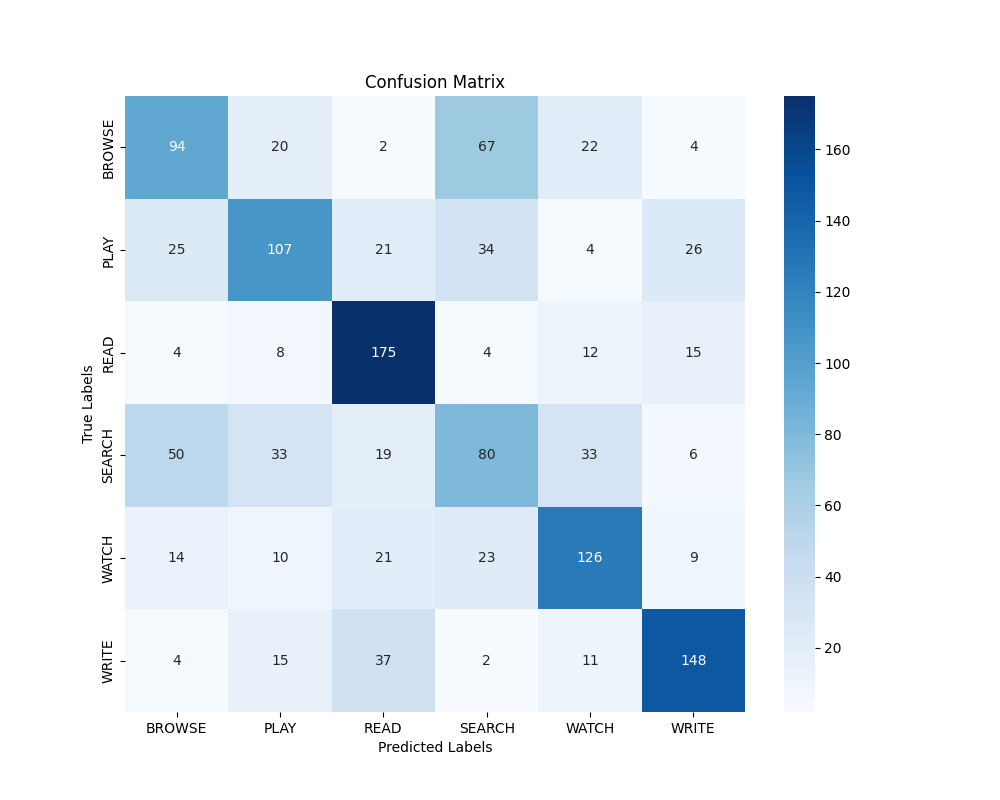 Confusion Matrix
True Labels
BROWSE 94 20 2 67 22 4
PLAY 25 107 21 34 4 26
READ 4 8 175 4 12 15
SEARCH 50 33 19 80 33 6
WATCH 14 10 21 23 126 9
WRITE 4 15 37 2 11 148
BROWSE PLAY READ SEARCH WATCH WRITE
Predicted Labels
160
140
120
100
80
60
40
20